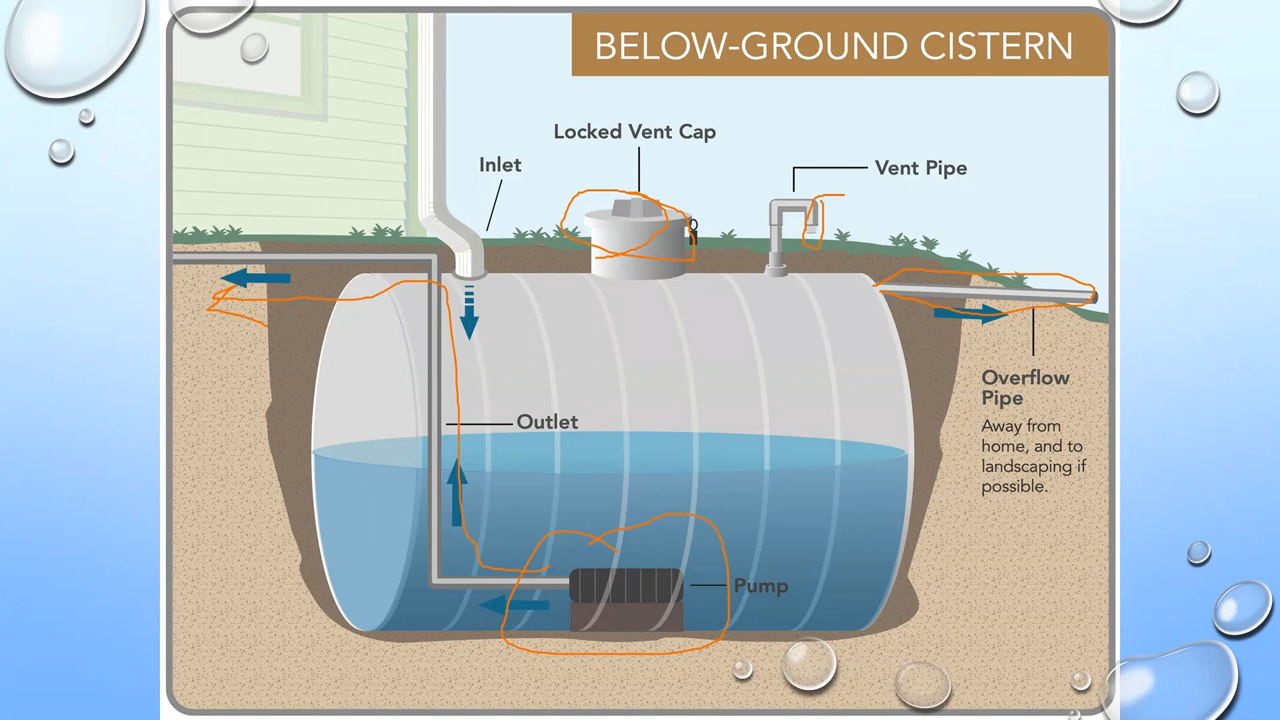 BELOW-GROUND CISTERN
Locked Vent Cap
Inlet
Vent Pipe
Overflow
Pipe
Away from
home, and to
landscaping if
possible.
Outlet
Pump